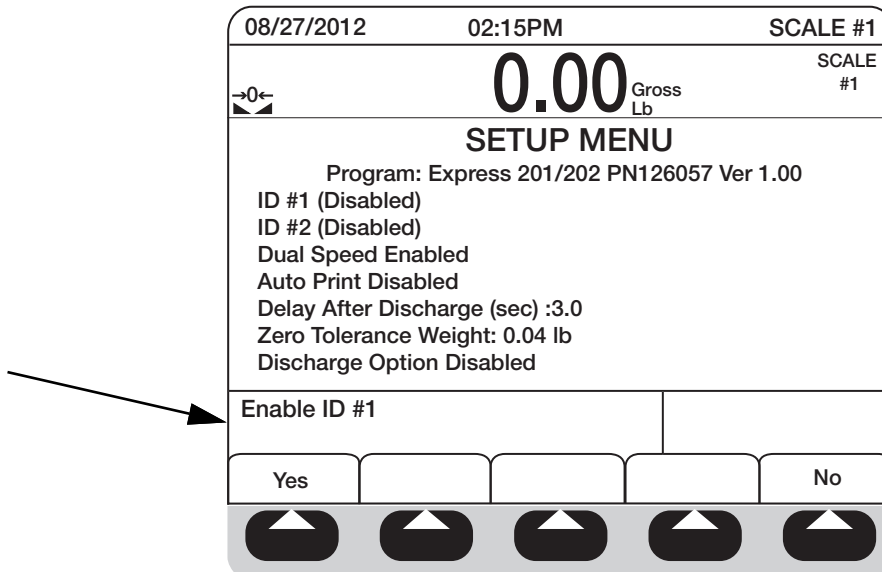 08/27/2012 02:15PM SCALE #1
SCALE
#1
→0← 0.00 Gross
Lb
SETUP MENU
Program: Express 201/202 PN126057 Ver 1.00
ID #1 (Disabled)
ID #2 (Disabled)
Dual Speed Enabled
Auto Print Disabled
Delay After Discharge (sec) :3.0
Zero Tolerance Weight: 0.04 lb
Discharge Option Disabled
Enable ID #1
Yes No